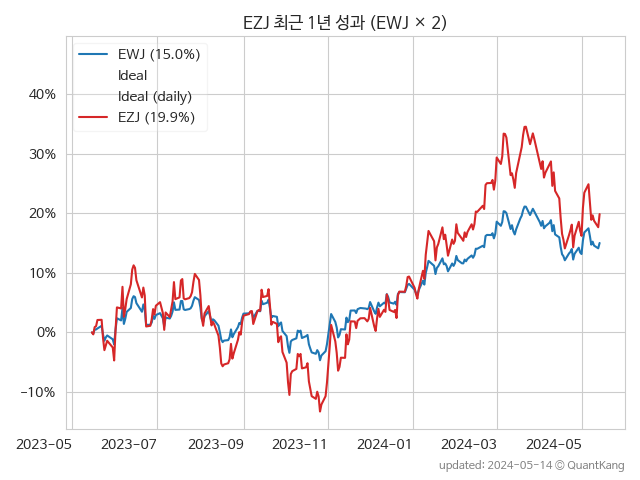 EZJ 최근 1년 성과 (EWJ × 2)
EWJ (15.0%)
Ideal
Ideal (daily)
EZJ (19.9%)
40%
30%
20%
10%
0%
−10%
2023-05 2023-07 2023-09 2023-11 2024-01 2024-03 2024-05
updated: 2024-05-14 © QuantKang